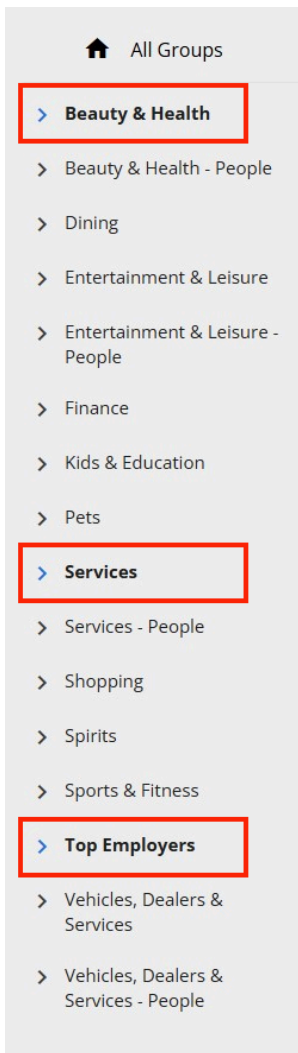 All Groups
Beauty & Health
Beauty & Health - People
Dining
Entertainment & Leisure
Entertainment & Leisure -
People
Finance
Kids & Education
Pets
Services
Services - People
Shopping
Spirits
Sports & Fitness
Top Employers
Vehicles, Dealers &
Services
Vehicles, Dealers &
Services - People